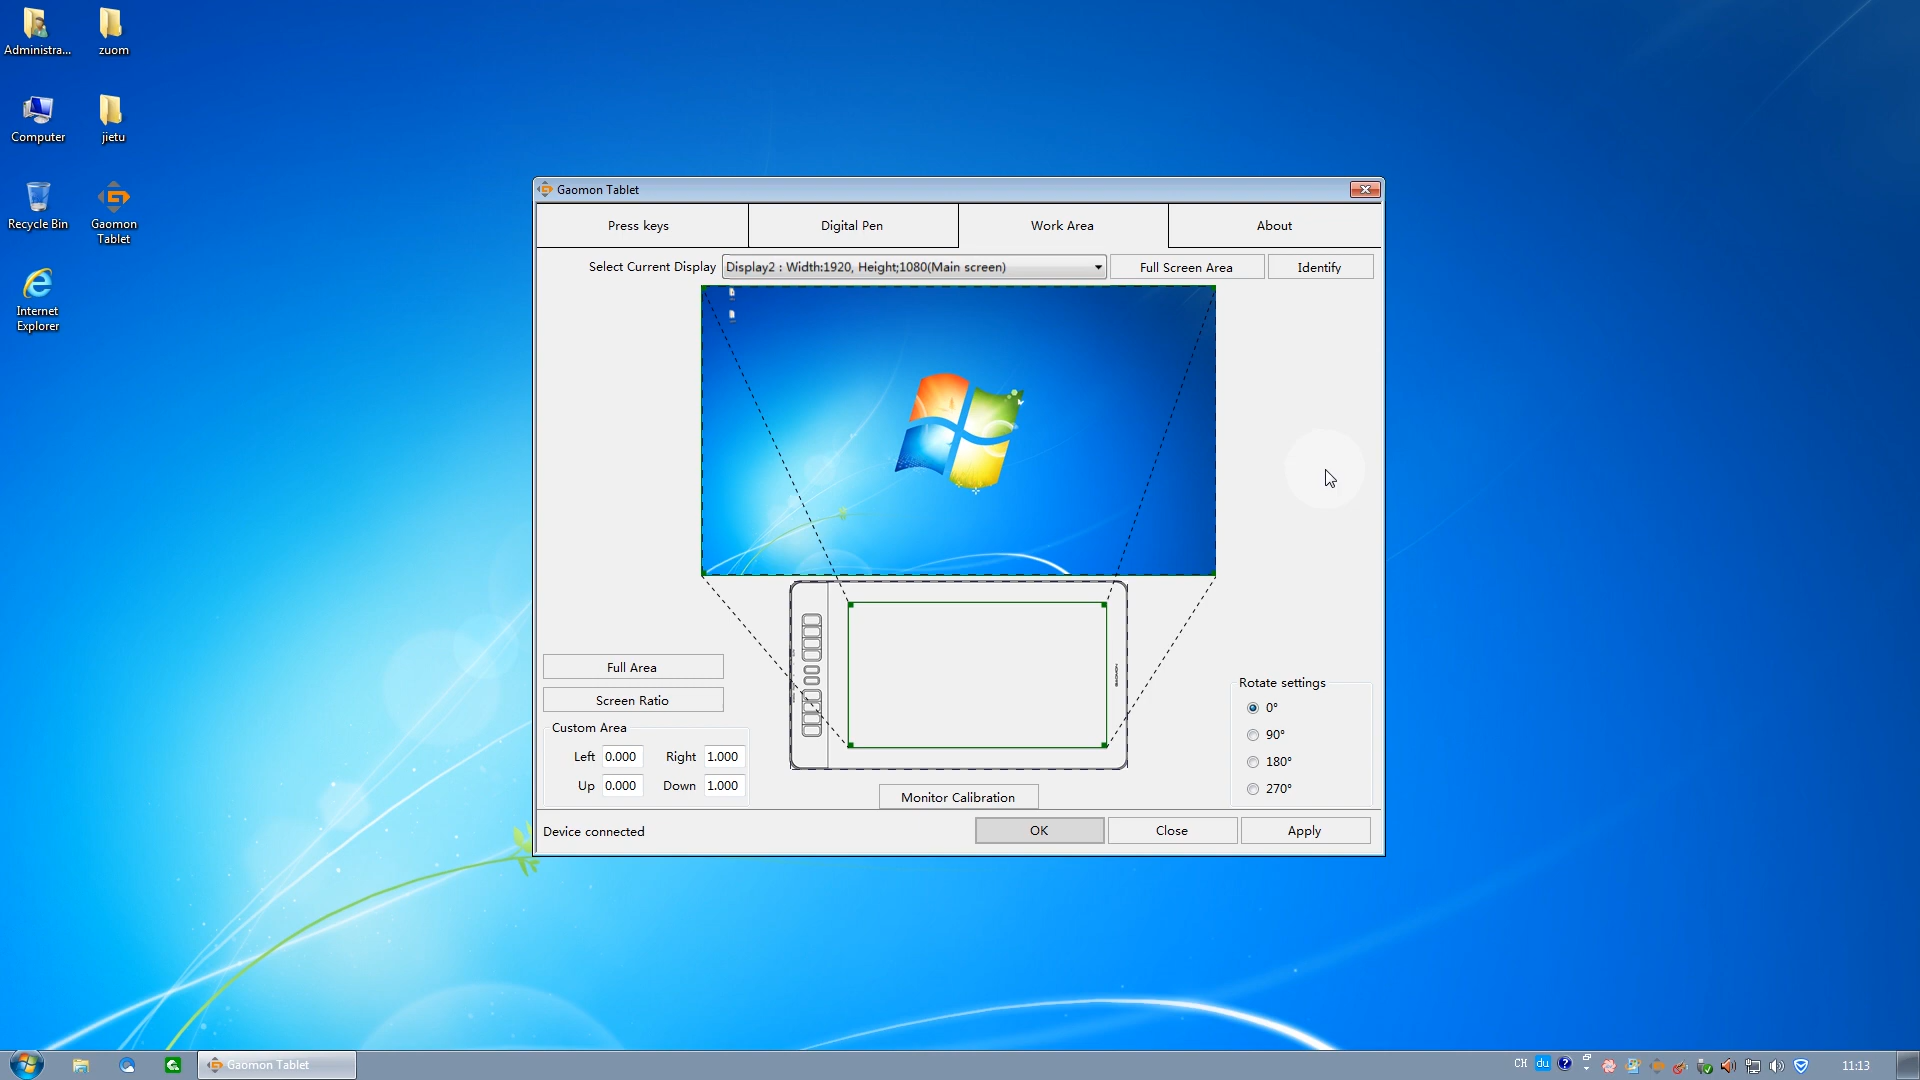 Administra...
zuom
Computer
jietu
Recycle Bin
Gaomon
Tablet
Internet
Explorer
Gaomon Tablet
Press keys
Digital Pen
Work Area
About
Select Current Display
Display2 : Width:1920, Height;1080(Main screen)
Full Screen Area
Identify
Full Area
Screen Ratio
Custom Area
Left 0.000 Right 1.000
Up 0.000 Down 1.000
Rotate settings
0°
90°
180°
270°
Monitor Calibration
Device connected
OK
Close
Apply
Gaomon Tablet
CH
du
?
11:13